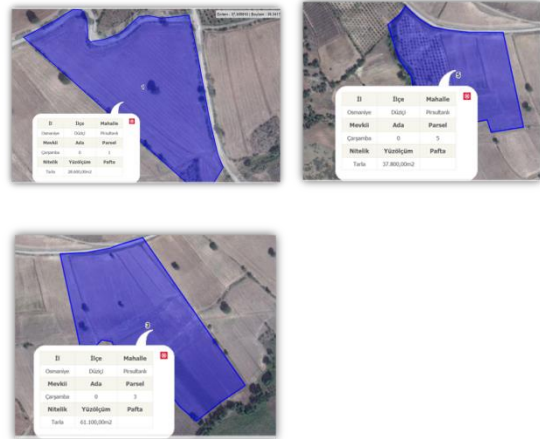 İl İlçe Mahalle
Osmaniye Düziçi Pirsultanlı
Mevkii Ada Parsel
Çarşamba 0 1
Nitelik Yüzölçüm Pafta
Tarla
5
İl İlçe Mahalle
Osmaniye Düziçi Pirsultanlı
Mevkii Ada Parsel
Çarşamba 0 5
Nitelik Yüzölçüm Pafta
Tarla 37.800,00m2
3
İl İlçe Mahalle
Osmaniye Düziçi Pirsultanlı
Mevkii Ada Parsel
Çarşamba 0 3
Nitelik Yüzölçüm Pafta
Tarla 61.100,00m2